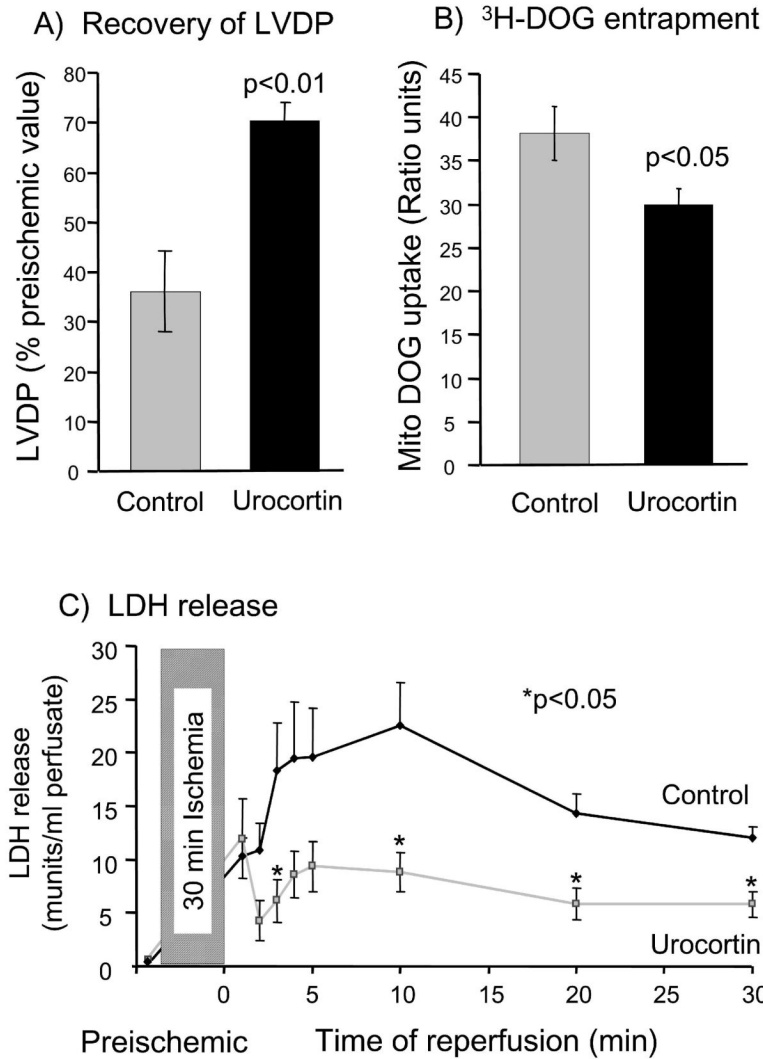 A) Recovery of LVDP
LVDP (% preischemic value)
80
70
60
50
40
30
20
10
0
p<0.01
Control
Urocortin
B) ³H-DOG entrapment
Mito DOG uptake (Ratio units)
45
40
35
30
25
20
15
10
5
0
p<0.05
Control
Urocortin
C) LDH release
LDH release
(munits/ml perfusate)
30
25
20
15
10
5
0
30 min Ischemia
*p<0.05
Control
*
*
*
*
Urocortin
0
5
10
15
20
25
30
Preischemic
Time of reperfusion (min)